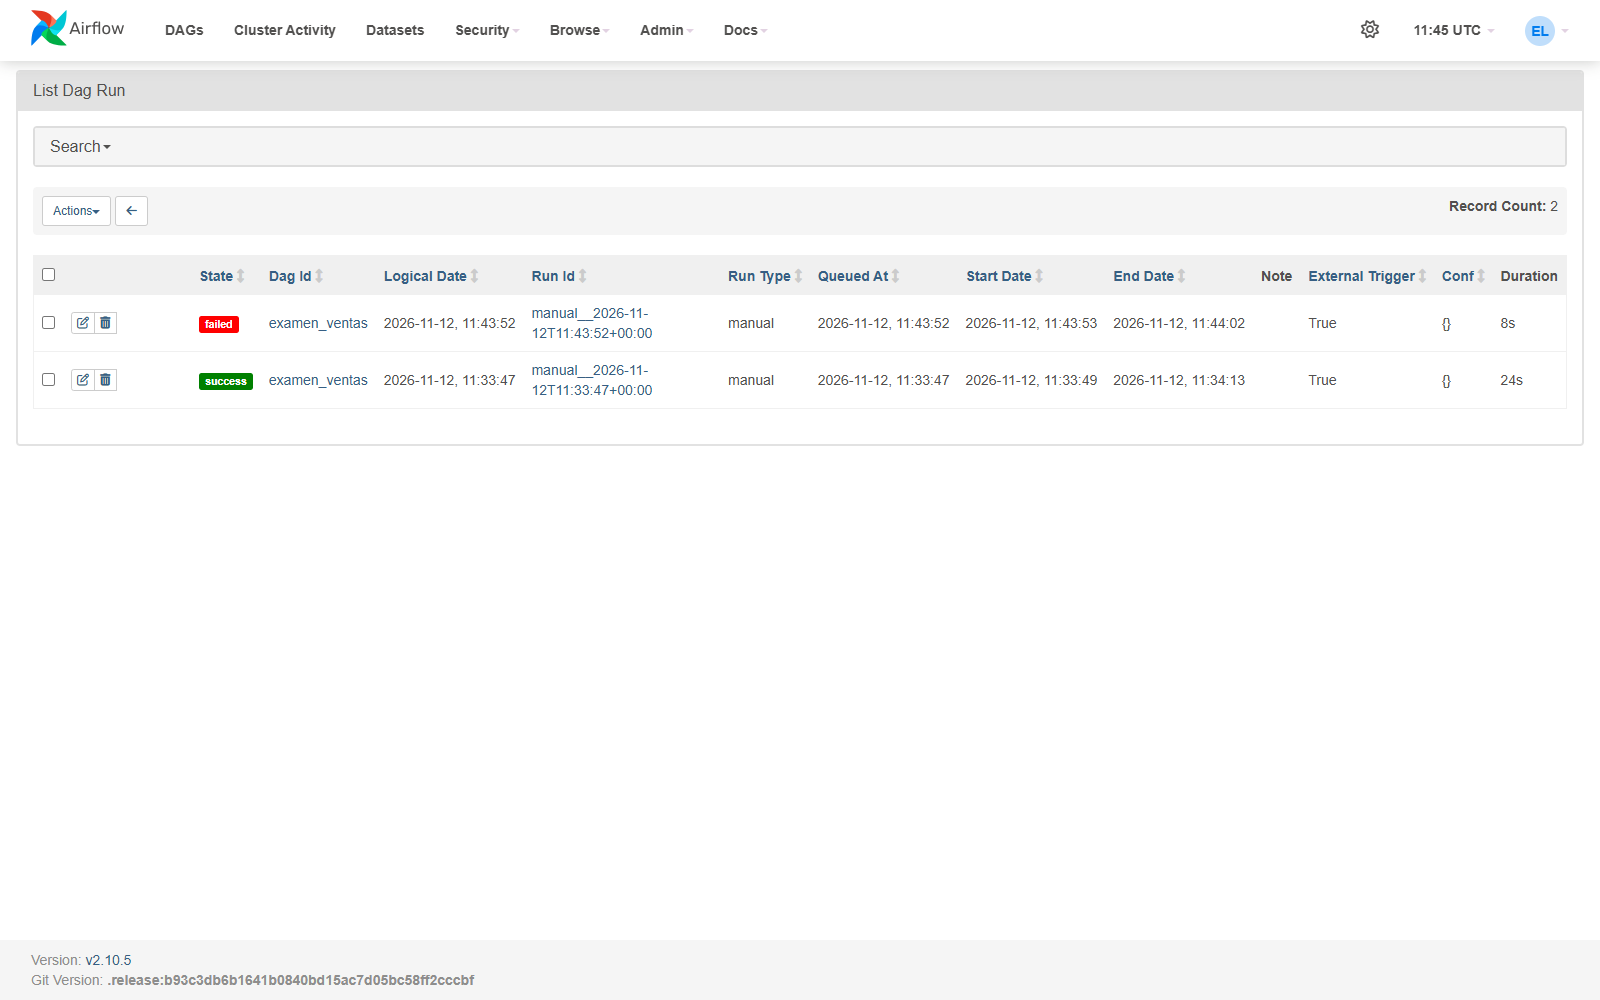 Airflow DAGs Cluster Activity Datasets Security Browse Admin Docs 11:45 UTC EL
List Dag Run
Search
Actions Record Count: 2
State Dag Id Logical Date Run Id Run Type Queued At Start Date End Date Note External Trigger Conf Duration
failed examen_ventas 2026-11-12, 11:43:52 manual__2026-11-
12T11:43:52+00:00 manual 2026-11-12, 11:43:52 2026-11-12, 11:43:53 2026-11-12, 11:44:02 True {} 8s
success examen_ventas 2026-11-12, 11:33:47 manual__2026-11-
12T11:33:47+00:00 manual 2026-11-12, 11:33:47 2026-11-12, 11:33:49 2026-11-12, 11:34:13 True {} 24s
Version: v2.10.5
Git Version: .release:b93c3db6b1641b0840bd15ac7d05bc58ff2cccbf